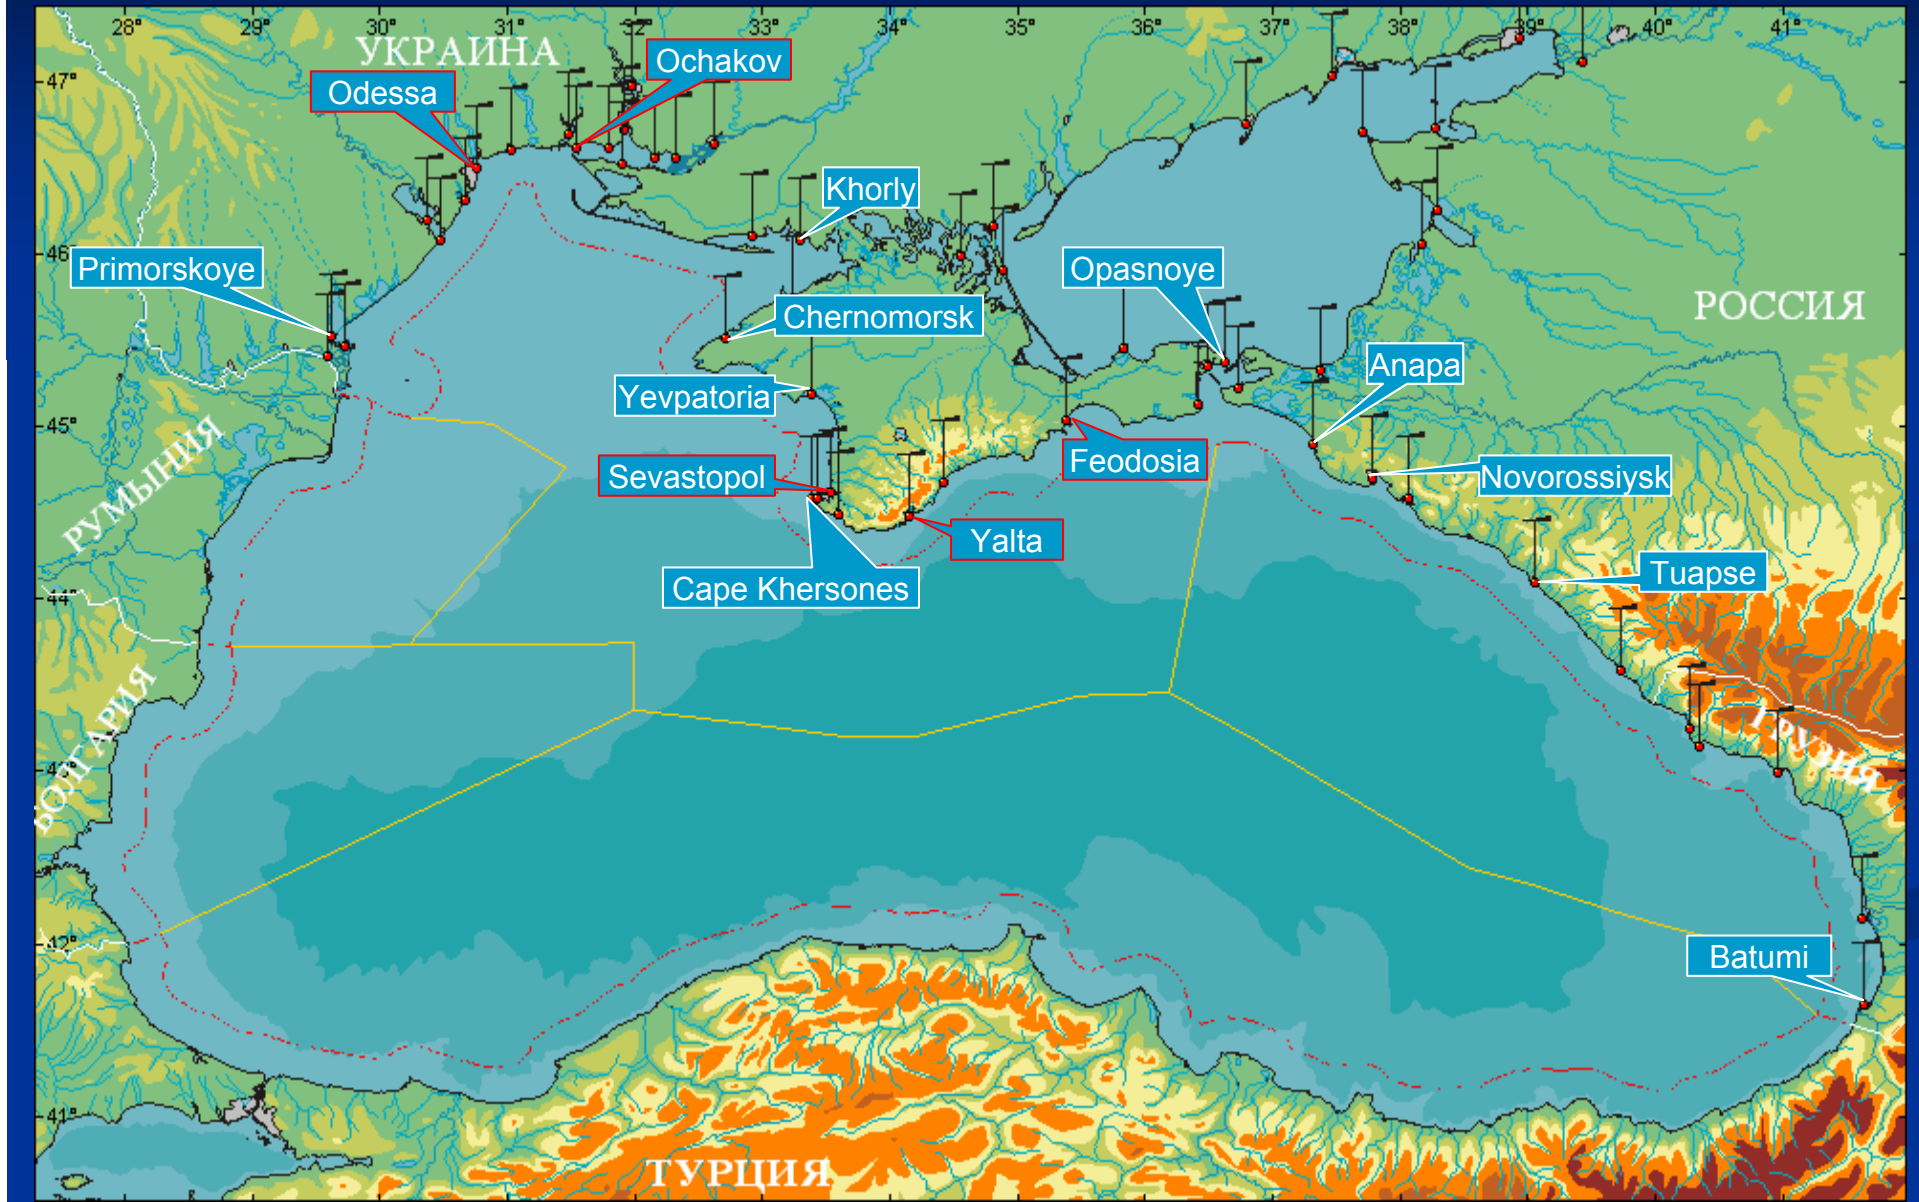 28° 29° 30° 31° 32° 33° 34° 35° 36° 37° 38° 39° 40° 41°
УКРАИНА
Ochakov
47°
Odessa
Khorly
46°
Primorskoye
Opasnoye
РОССИЯ
Chernomorsk
Anapa
Yevpatoria
45°
РУМЫНИЯ
Feodosia
Sevastopol
Novorossiysk
Yalta
Cape Khersones
Tuapse
44°
БОЛГАРИЯ
ГРУЗИЯ
43°
42°
Batumi
41°
ТУРЦИЯ